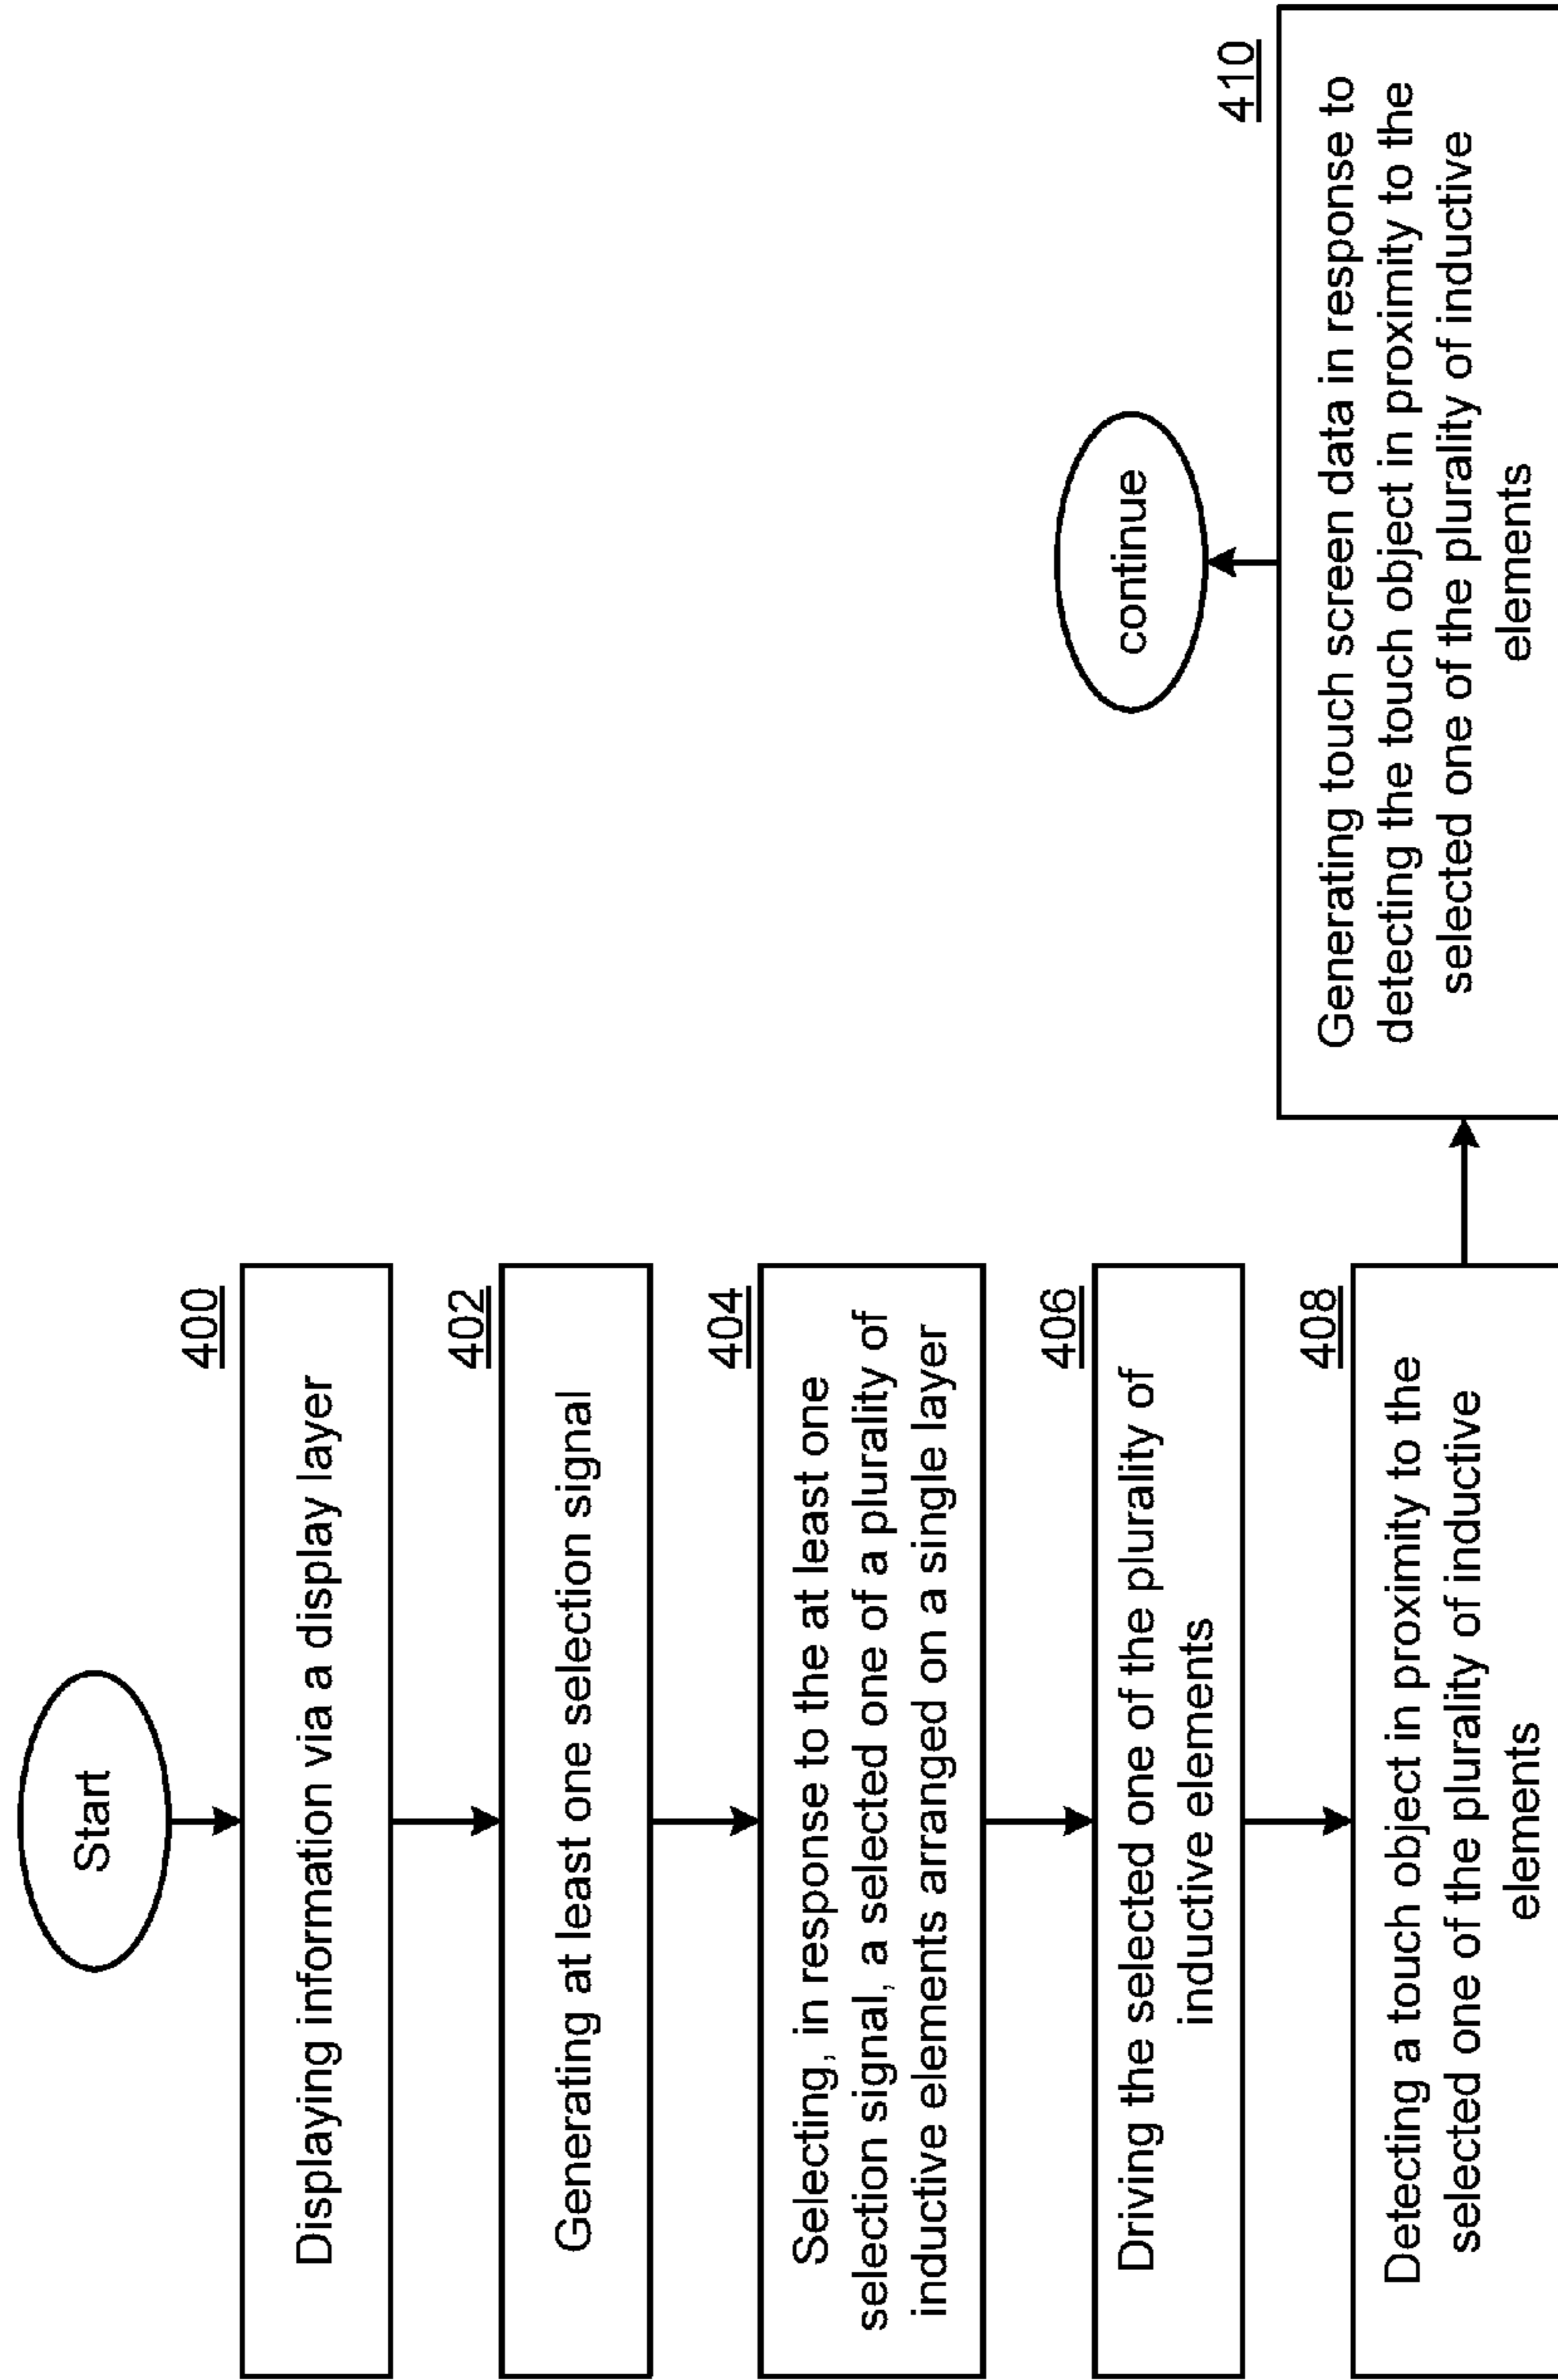 Start
400
Displaying information via a display layer
402
Generating at least one selection signal
404
Selecting, in response to the at least one
selection signal, a selected one of a plurality of
inductive elements arranged on a single layer
406
Driving the selected one of the plurality of
inductive elements
408
Detecting a touch object in proximity to the
selected one of the plurality of inductive
elements
410
Generating touch screen data in response to
detecting the touch object in proximity to the
selected one of the plurality of inductive
elements
continue